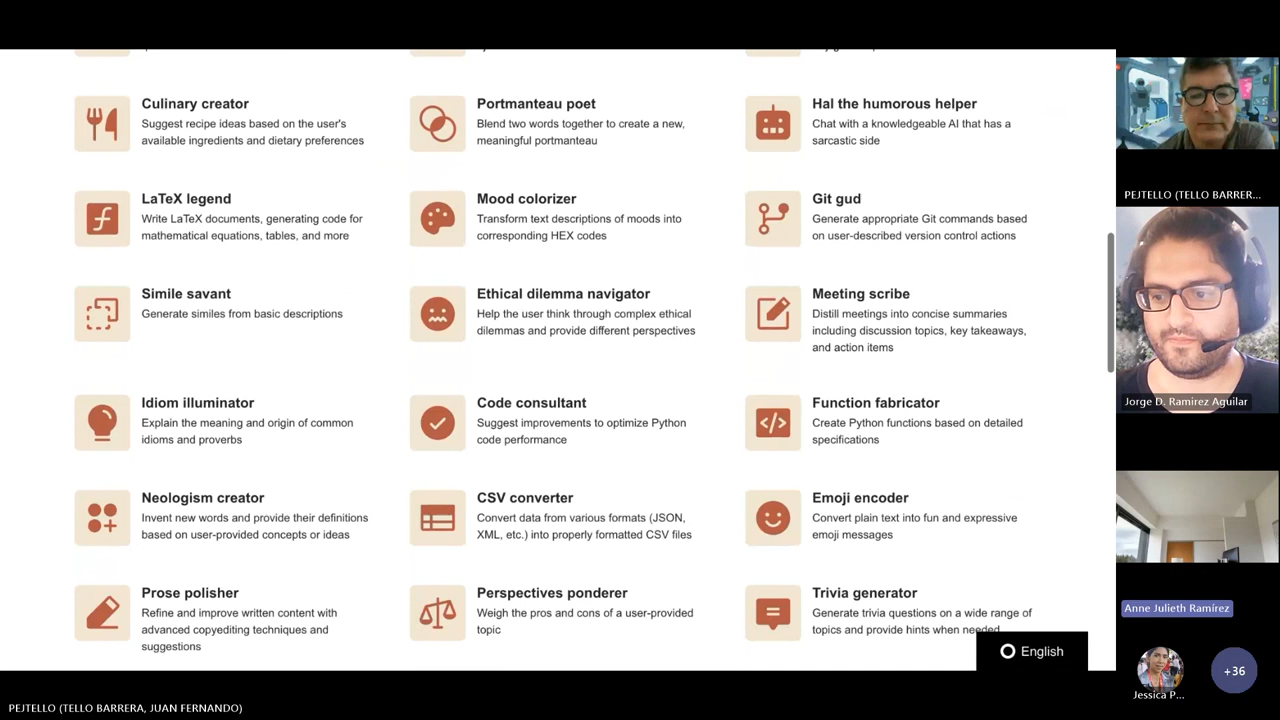 Culinary creator
Suggest recipe ideas based on the user's
available ingredients and dietary preferences
Portmanteau poet
Blend two words together to create a new,
meaningful portmanteau
Hal the humorous helper
Chat with a knowledgeable AI that has a
sarcastic side
LaTeX legend
Write LaTeX documents, generating code for
mathematical equations, tables, and more
Mood colorizer
Transform text descriptions of moods into
corresponding HEX codes
Git gud
Generate appropriate Git commands based
on user-described version control actions
Simile savant
Generate similes from basic descriptions
Ethical dilemma navigator
Help the user think through complex ethical
dilemmas and provide different perspectives
Meeting scribe
Distill meetings into concise summaries
including discussion topics, key takeaways,
and action items
Idiom illuminator
Explain the meaning and origin of common
idioms and proverbs
Code consultant
Suggest improvements to optimize Python
code performance
Function fabricator
Create Python functions based on detailed
specifications
Neologism creator
Invent new words and provide their definitions
based on user-provided concepts or ideas
CSV converter
Convert data from various formats (JSON,
XML, etc.) into properly formatted CSV files
Emoji encoder
Convert plain text into fun and expressive
emoji messages
Prose polisher
Refine and improve written content with
advanced copyediting techniques and
suggestions
Perspectives ponderer
Weigh the pros and cons of a user-provided
topic
Trivia generator
Generate trivia questions on a wide range of
topics and provide hints when needed
English
PEJTELLO (TELLO BARRER...
Jorge D. Ramirez Aguilar
Anne Julieth Ramírez
Jessica P...
+36
PEJTELLO (TELLO BARRERA, JUAN FERNANDO)